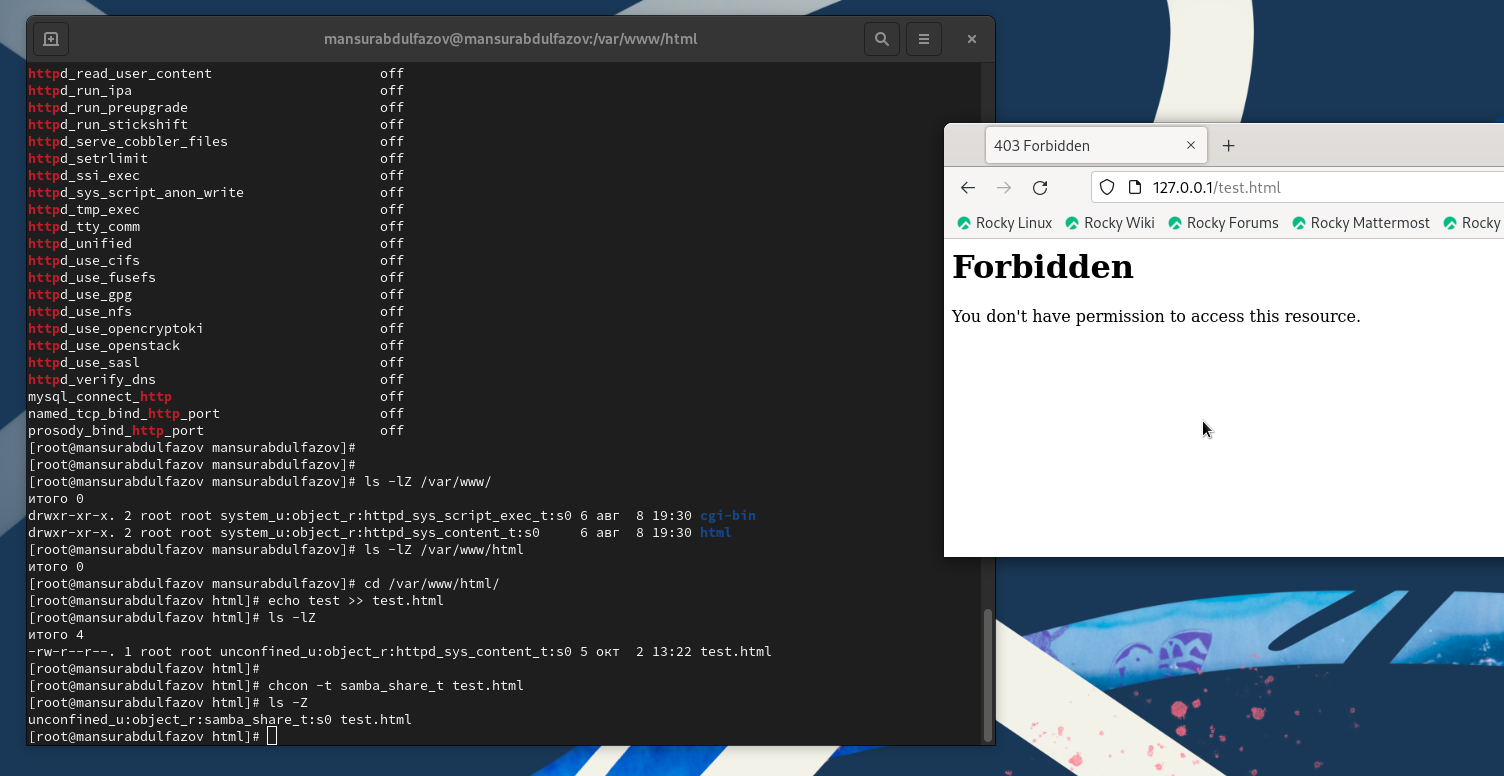 mansurabdulfazov@mansurabdulfazov:/var/www/html
httpd_read_user_content off
httpd_run_ipa off
httpd_run_preupgrade off
httpd_run_stickshift off
httpd_serve_cobbler_files off
httpd_setrlimit off
httpd_ssi_exec off
httpd_sys_script_anon_write off
httpd_tmp_exec off
httpd_tty_comm off
httpd_unified off
httpd_use_cifs off
httpd_use_fusefs off
httpd_use_gpg off
httpd_use_nfs off
httpd_use_opencryptoki off
httpd_use_openstack off
httpd_use_sasl off
httpd_verify_dns off
mysql_connect_http off
named_tcp_bind_http_port off
prosody_bind_http_port off
[root@mansurabdulfazov mansurabdulfazov]#
[root@mansurabdulfazov mansurabdulfazov]#
[root@mansurabdulfazov mansurabdulfazov]# ls -lZ /var/www/
итого 0
drwxr-xr-x. 2 root root system_u:object_r:httpd_sys_script_exec_t:s0 6 авг  8 19:30 cgi-bin
drwxr-xr-x. 2 root root system_u:object_r:httpd_sys_content_t:s0     6 авг  8 19:30 html
[root@mansurabdulfazov mansurabdulfazov]# ls -lZ /var/www/html
итого 0
[root@mansurabdulfazov mansurabdulfazov]# cd /var/www/html/
[root@mansurabdulfazov html]# echo test >> test.html
[root@mansurabdulfazov html]# ls -lZ
итого 4
-rw-r--r--. 1 root root unconfined_u:object_r:httpd_sys_content_t:s0 5 окт  2 13:22 test.html
[root@mansurabdulfazov html]#
[root@mansurabdulfazov html]# chcon -t samba_share_t test.html
[root@mansurabdulfazov html]# ls -Z
unconfined_u:object_r:samba_share_t:s0 test.html
[root@mansurabdulfazov html]#
403 Forbidden
127.0.0.1/test.html
Rocky Linux Rocky Wiki Rocky Forums Rocky Mattermost Rocky
Forbidden
You don't have permission to access this resource.